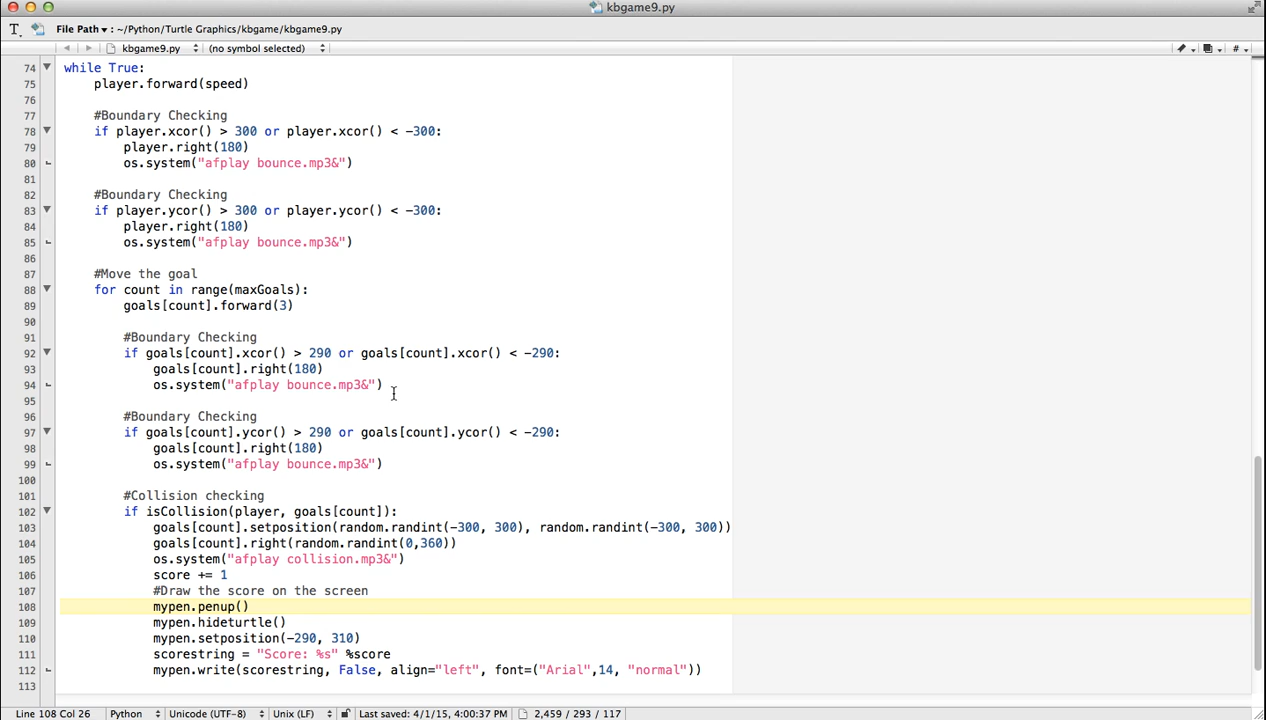 kbgame9.py
File Path ▾ : ~/Python/Turtle Graphics/kbgame/kbgame9.py
kbgame9.py (no symbol selected) #
74 while True:
75 player.forward(speed)
76
77 #Boundary Checking
78 if player.xcor() > 300 or player.xcor() < -300:
79 player.right(180)
80 os.system("afplay bounce.mp3&")
81
82 #Boundary Checking
83 if player.ycor() > 300 or player.ycor() < -300:
84 player.right(180)
85 os.system("afplay bounce.mp3&")
86
87 #Move the goal
88 for count in range(maxGoals):
89 goals[count].forward(3)
90
91 #Boundary Checking
92 if goals[count].xcor() > 290 or goals[count].xcor() < -290:
93 goals[count].right(180)
94 os.system("afplay bounce.mp3&")
95
96 #Boundary Checking
97 if goals[count].ycor() > 290 or goals[count].ycor() < -290:
98 goals[count].right(180)
99 os.system("afplay bounce.mp3&")
100
101 #Collision checking
102 if isCollision(player, goals[count]):
103 goals[count].setposition(random.randint(-300, 300), random.randint(-300, 300))
104 goals[count].right(random.randint(0,360))
105 os.system("afplay collision.mp3&")
106 score += 1
107 #Draw the score on the screen
108 mypen.penup()
109 mypen.hideturtle()
110 mypen.setposition(-290, 310)
111 scorestring = "Score: %s" %score
112 mypen.write(scorestring, False, align="left", font=("Arial",14, "normal"))
113
Line 108 Col 26 Python Unicode (UTF-8) Unix (LF) Last saved: 4/1/15, 4:00:37 PM 2,459 / 293 / 117